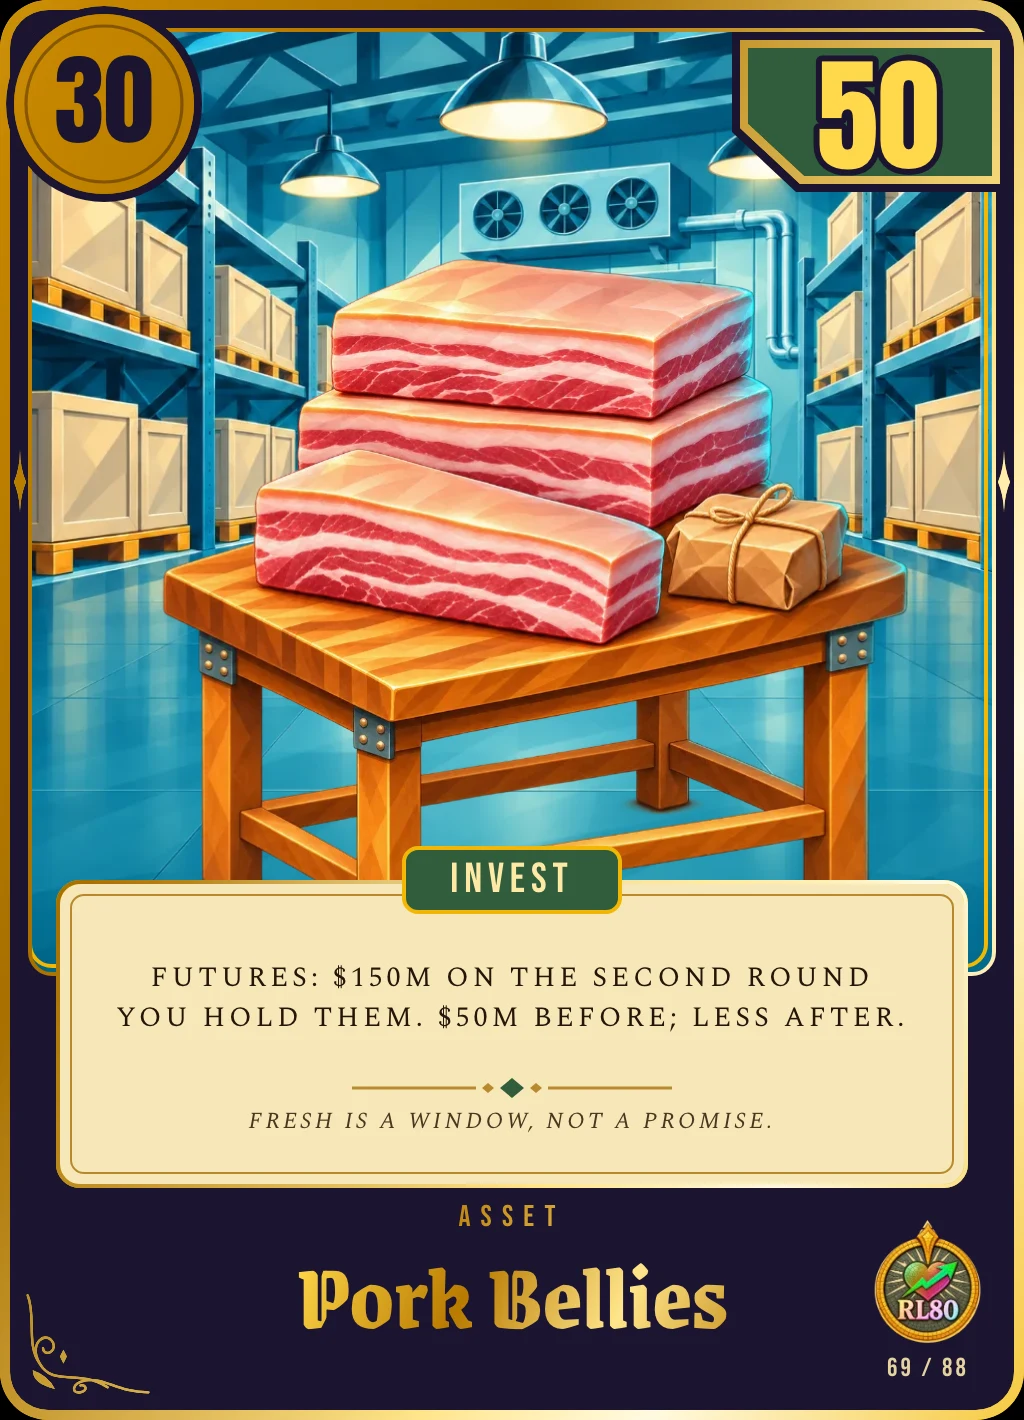 30
50
INVEST
FUTURES: $150M ON THE SECOND ROUND
YOU HOLD THEM. $50M BEFORE; LESS AFTER.
FRESH IS A WINDOW, NOT A PROMISE.
ASSET
Pork Bellies
RL80
69 / 88